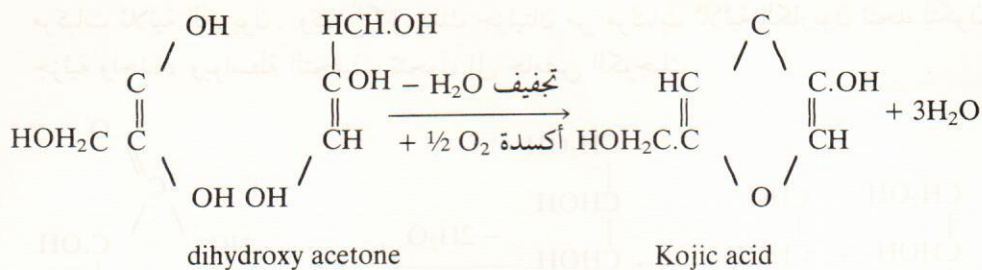 OH HCH.OH C
C COH – H₂O تجفيف HC C.OH
HOH₂C C CH + ½ O₂ أكسدة HOH₂C.C CH + 3H₂O
OH OH O
dihydroxy acetone Kojic acid